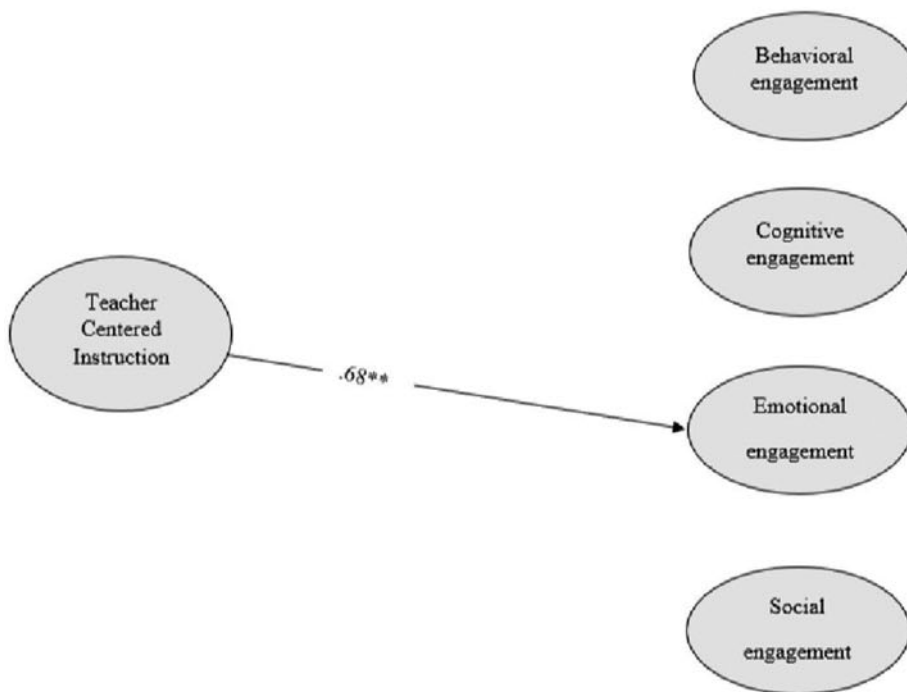 Behavioral
engagement
Cognitive
engagement
Teacher
Centered
Instruction
.68**
Emotional
engagement
Social
engagement